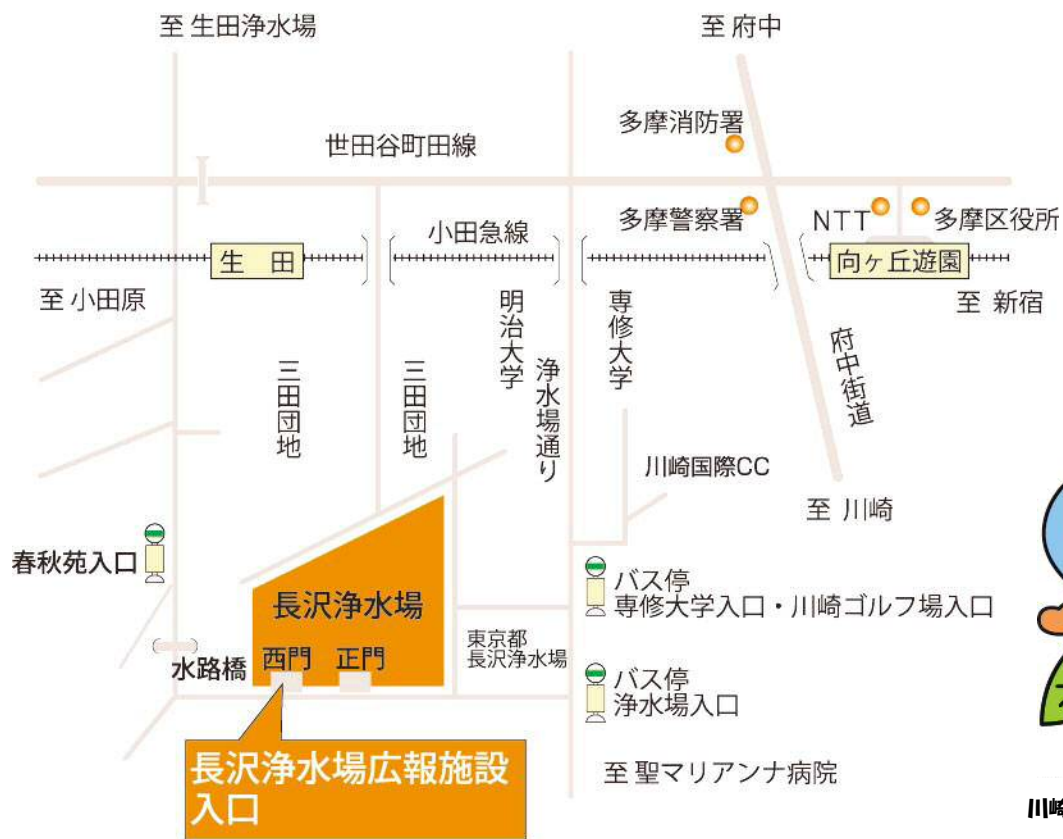 至 生田浄水場
至 府中
多摩消防署
世田谷町田線
多摩警察署
NTT
多摩区役所
小田急線
生 田
向ヶ丘遊園
至 小田原
至 新宿
明治大学
専修大学
府中街道
三田団地
三田団地
浄水場通り
川崎国際CC
至 川崎
春秋苑入口
バス停
専修大学入口・川崎ゴルフ場入口
長沢浄水場
東京都
長沢浄水場
水路橋
西門
正門
バス停
浄水場入口
長沢浄水場広報施設
入口
至 聖マリアンナ病院
川崎